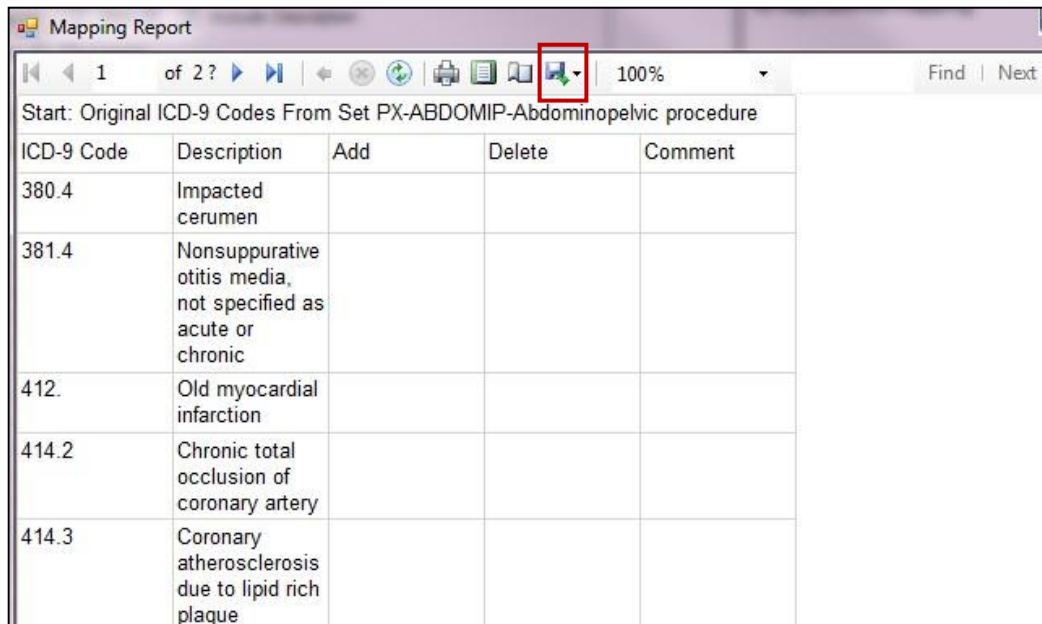 Mapping Report
1 of 2? 100% Find | Next
Start: Original ICD-9 Codes From Set PX-ABDOMIP-Abdominopelvic procedure
ICD-9 Code Description Add Delete Comment
380.4 Impacted
cerumen
381.4 Nonsuppurative
otitis media,
not specified as
acute or
chronic
412. Old myocardial
infarction
414.2 Chronic total
occlusion of
coronary artery
414.3 Coronary
atherosclerosis
due to lipid rich
plaque